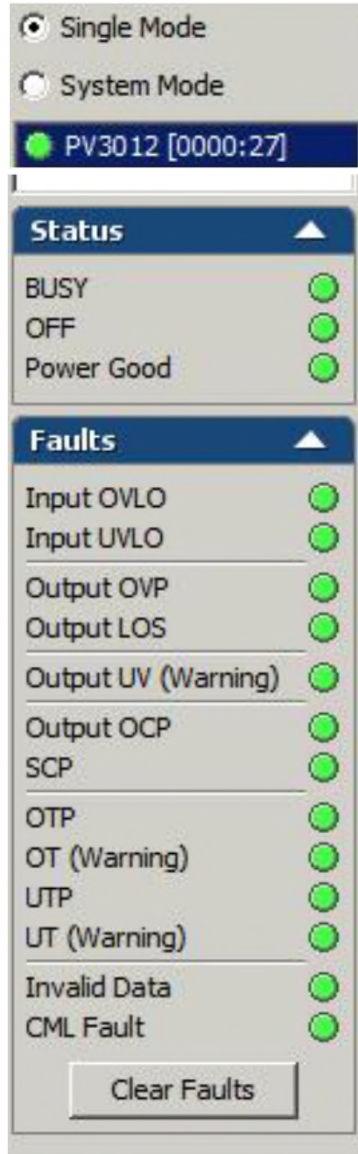 Single Mode
System Mode
PV3012 [0000:27]
Status
BUSY
OFF
Power Good
Faults
Input OVLO
Input UVLO
Output OVP
Output LOS
Output UV (Warning)
Output OCP
SCP
OTP
OT (Warning)
UTP
UT (Warning)
Invalid Data
CML Fault
Clear Faults